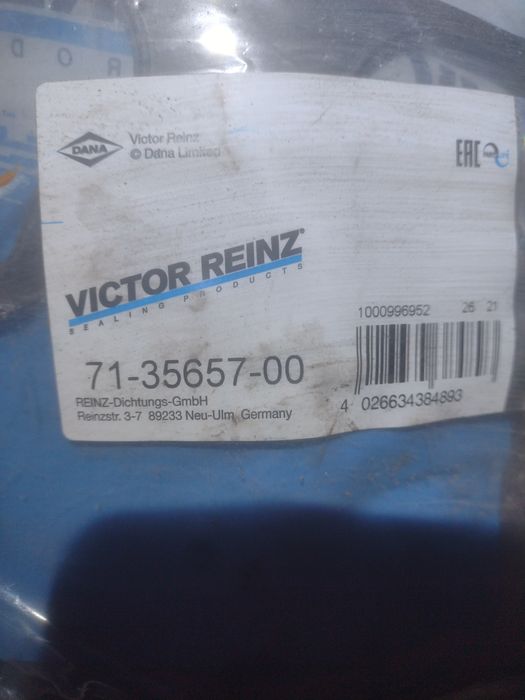 R O D
DANA
Victor Reinz
© Dana Limited
EAC
VICTOR REINZ®
SEALING PRODUCTS
1000996952 26 21
71-35657-00
REINZ-Dichtungs-GmbH
Reinzstr. 3-7 89233 Neu-Ulm, Germany
4 026634384893